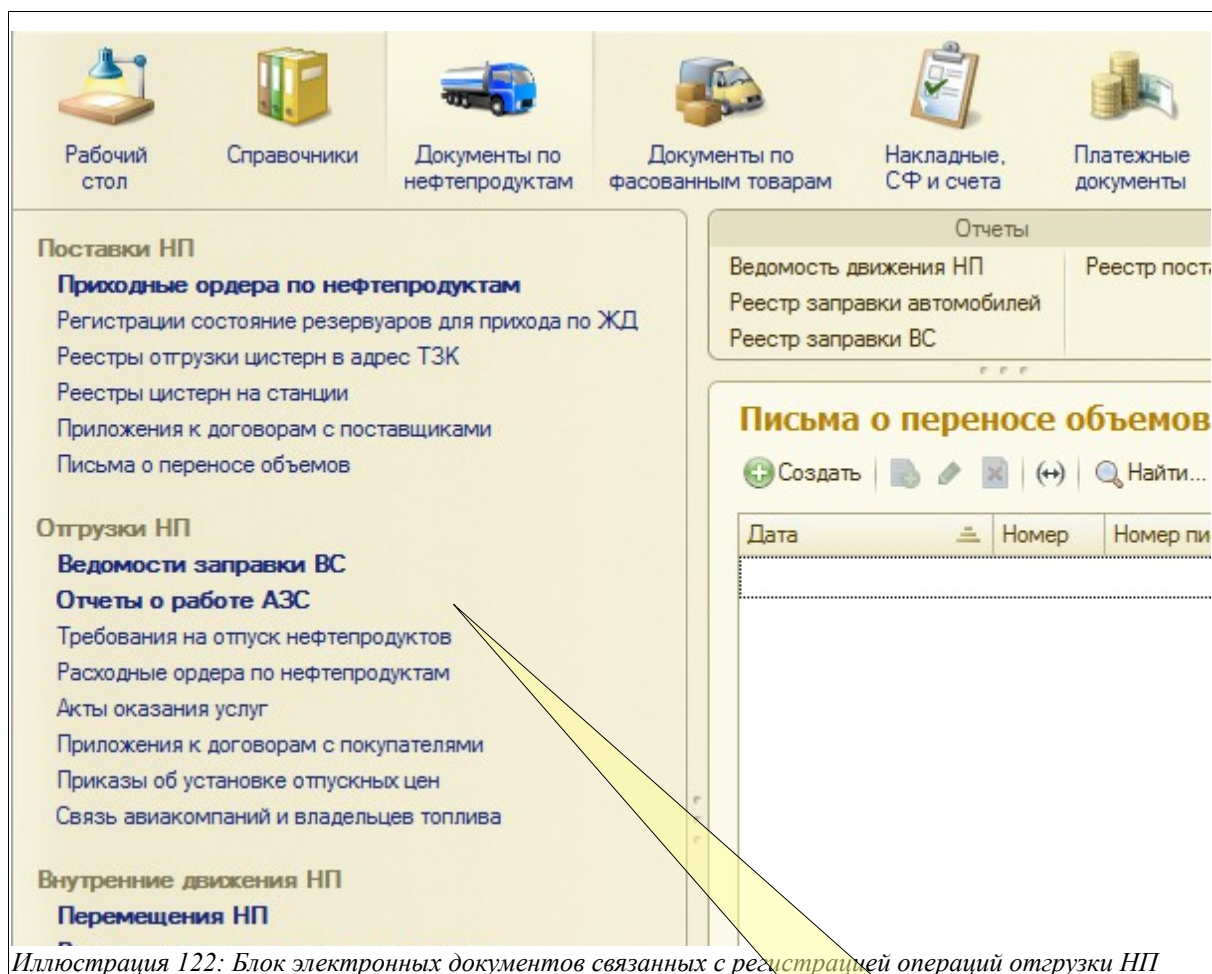 Рабочий
стол
Справочники
Документы по
нефтепродуктам
Документы по
фасованным товарам
Накладные,
СФ и счета
Платежные
документы
Поставки НП
Приходные ордера по нефтепродуктам
Регистрации состояние резервуаров для прихода по ЖД
Реестры отгрузки цистерн в адрес ТЗК
Реестры цистерн на станции
Приложения к договорам с поставщиками
Письма о переносе объемов
Отгрузки НП
Ведомости заправки ВС
Отчеты о работе АЗС
Требования на отпуск нефтепродуктов
Расходные ордера по нефтепродуктам
Акты оказания услуг
Приложения к договорам с покупателями
Приказы об установке отпускных цен
Связь авиакомпаний и владельцев топлива
Внутренние движения НП
Перемещения НП
Отчеты
Ведомость движения НП Реестр поста
Реестр заправки автомобилей
Реестр заправки ВС
Письма о переносе объемов
Создать Найти...
Дата Номер Номер пи
Иллюстрация 122: Блок электронных документов связанных с регистрацией операций отгрузки НП